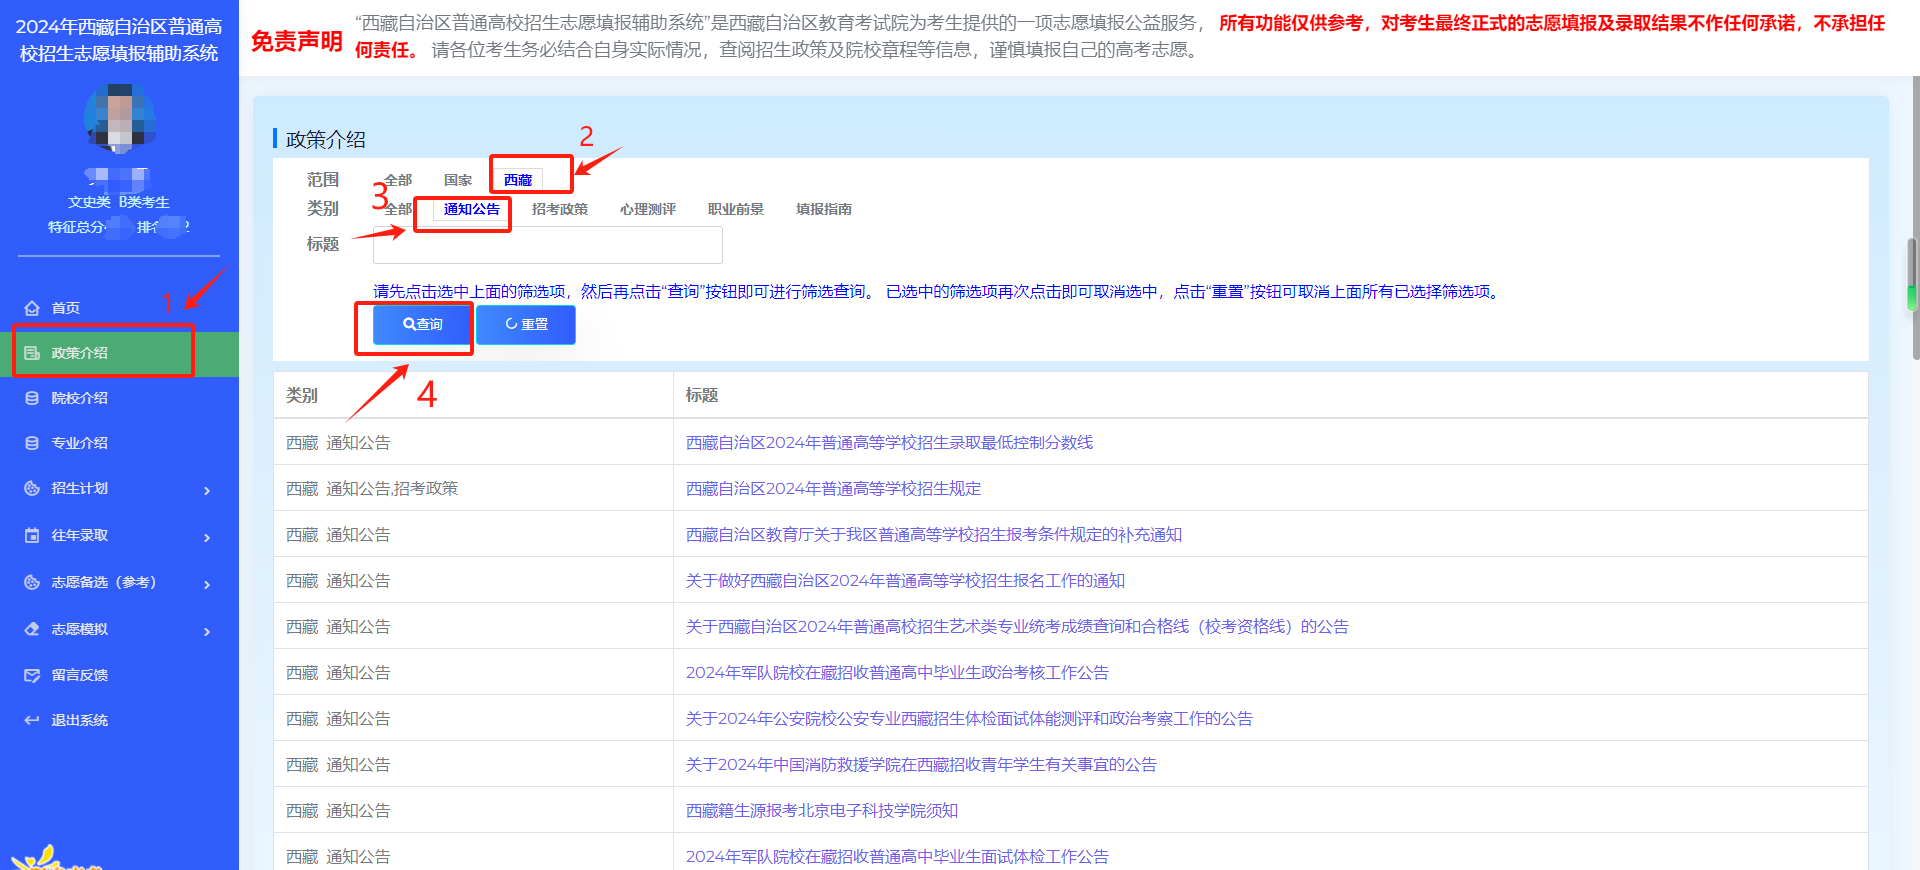 2024年西藏自治区普通高
校招生志愿填报辅助系统
文史类 B类考生
特征总分
首页
政策介绍
院校介绍
专业介绍
招生计划
往年录取
志愿备选（参考）
志愿模拟
留言反馈
退出系统
免责声明
“西藏自治区普通高校招生志愿填报辅助系统”是西藏自治区教育考试院为考生提供的一项志愿填报公益服务，所有功能仅供参考，对考生最终正式的志愿填报及录取结果不作任何承诺，不承担任
何责任。 请各位考生务必结合自身实际情况，查阅招生政策及院校章程等信息，谨慎填报自己的高考志愿。
政策介绍
范围 全部 国家 西藏
类别 全部 通知公告 招考政策 心理测评 职业前景 填报指南
标题
请先点击选中上面的筛选项，然后再点击“查询”按钮即可进行筛选查询。 已选中的筛选项再次点击即可取消选中，点击“重置”按钮可取消上面所有已选择筛选项。
查询 重置
1
2
3
4
类别 标题
西藏 通知公告 西藏自治区2024年普通高等学校招生录取最低控制分数线
西藏 通知公告,招考政策 西藏自治区2024年普通高等学校招生规定
西藏 通知公告 西藏自治区教育厅关于我区普通高等学校招生报考条件规定的补充通知
西藏 通知公告 关于做好西藏自治区2024年普通高等学校招生报名工作的通知
西藏 通知公告 关于西藏自治区2024年普通高校招生艺术类专业统考成绩查询和合格线（校考资格线）的公告
西藏 通知公告 2024年军队院校在藏招收普通高中毕业生政治考核工作公告
西藏 通知公告 关于2024年公安院校公安专业西藏招生体检面试体能测评和政治考察工作的公告
西藏 通知公告 关于2024年中国消防救援学院在西藏招收青年学生有关事宜的公告
西藏 通知公告 西藏籍生源报考北京电子科技学院须知
西藏 通知公告 2024年军队院校在藏招收普通高中毕业生面试体检工作公告